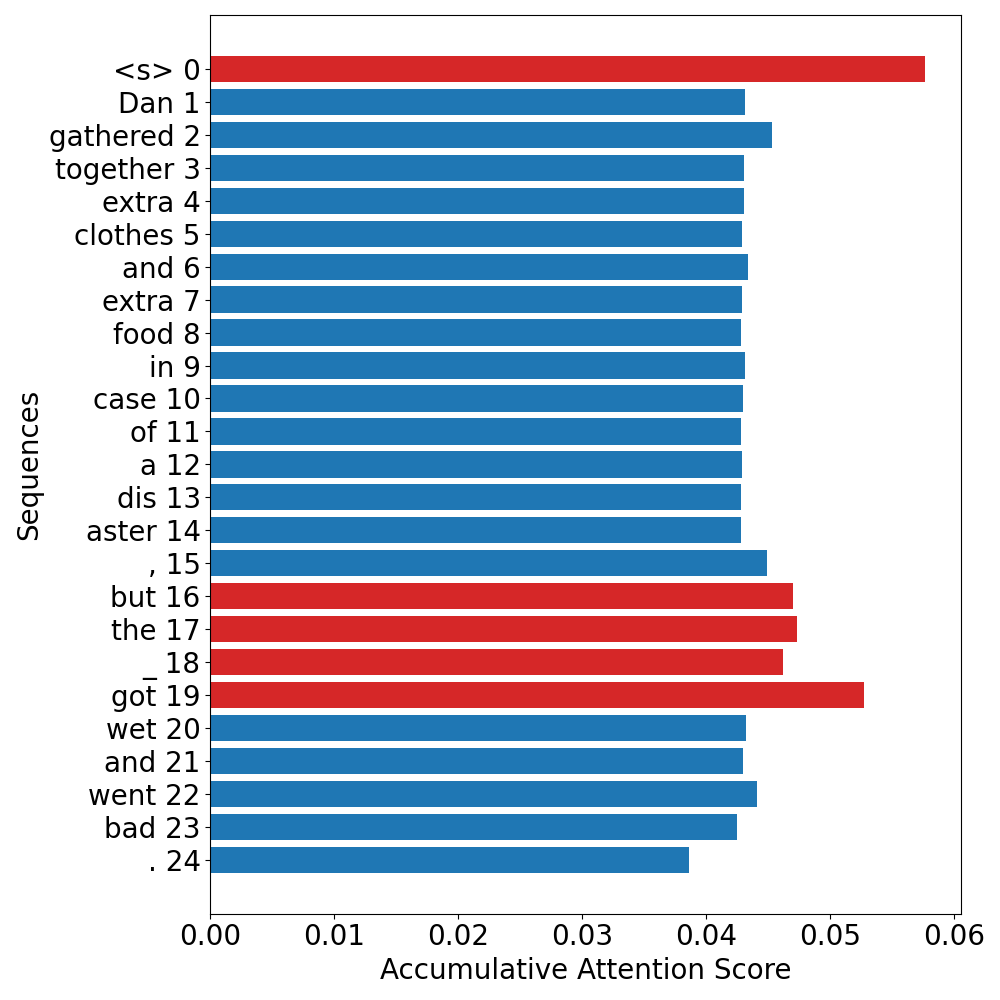 <s> 0
Dan 1
gathered 2
together 3
extra 4
clothes 5
and 6
extra 7
food 8
in 9
case 10
of 11
a 12
dis 13
aster 14
, 15
but 16
the 17
_ 18
got 19
wet 20
and 21
went 22
bad 23
. 24
Sequences
0.00 0.01 0.02 0.03 0.04 0.05 0.06
Accumulative Attention Score